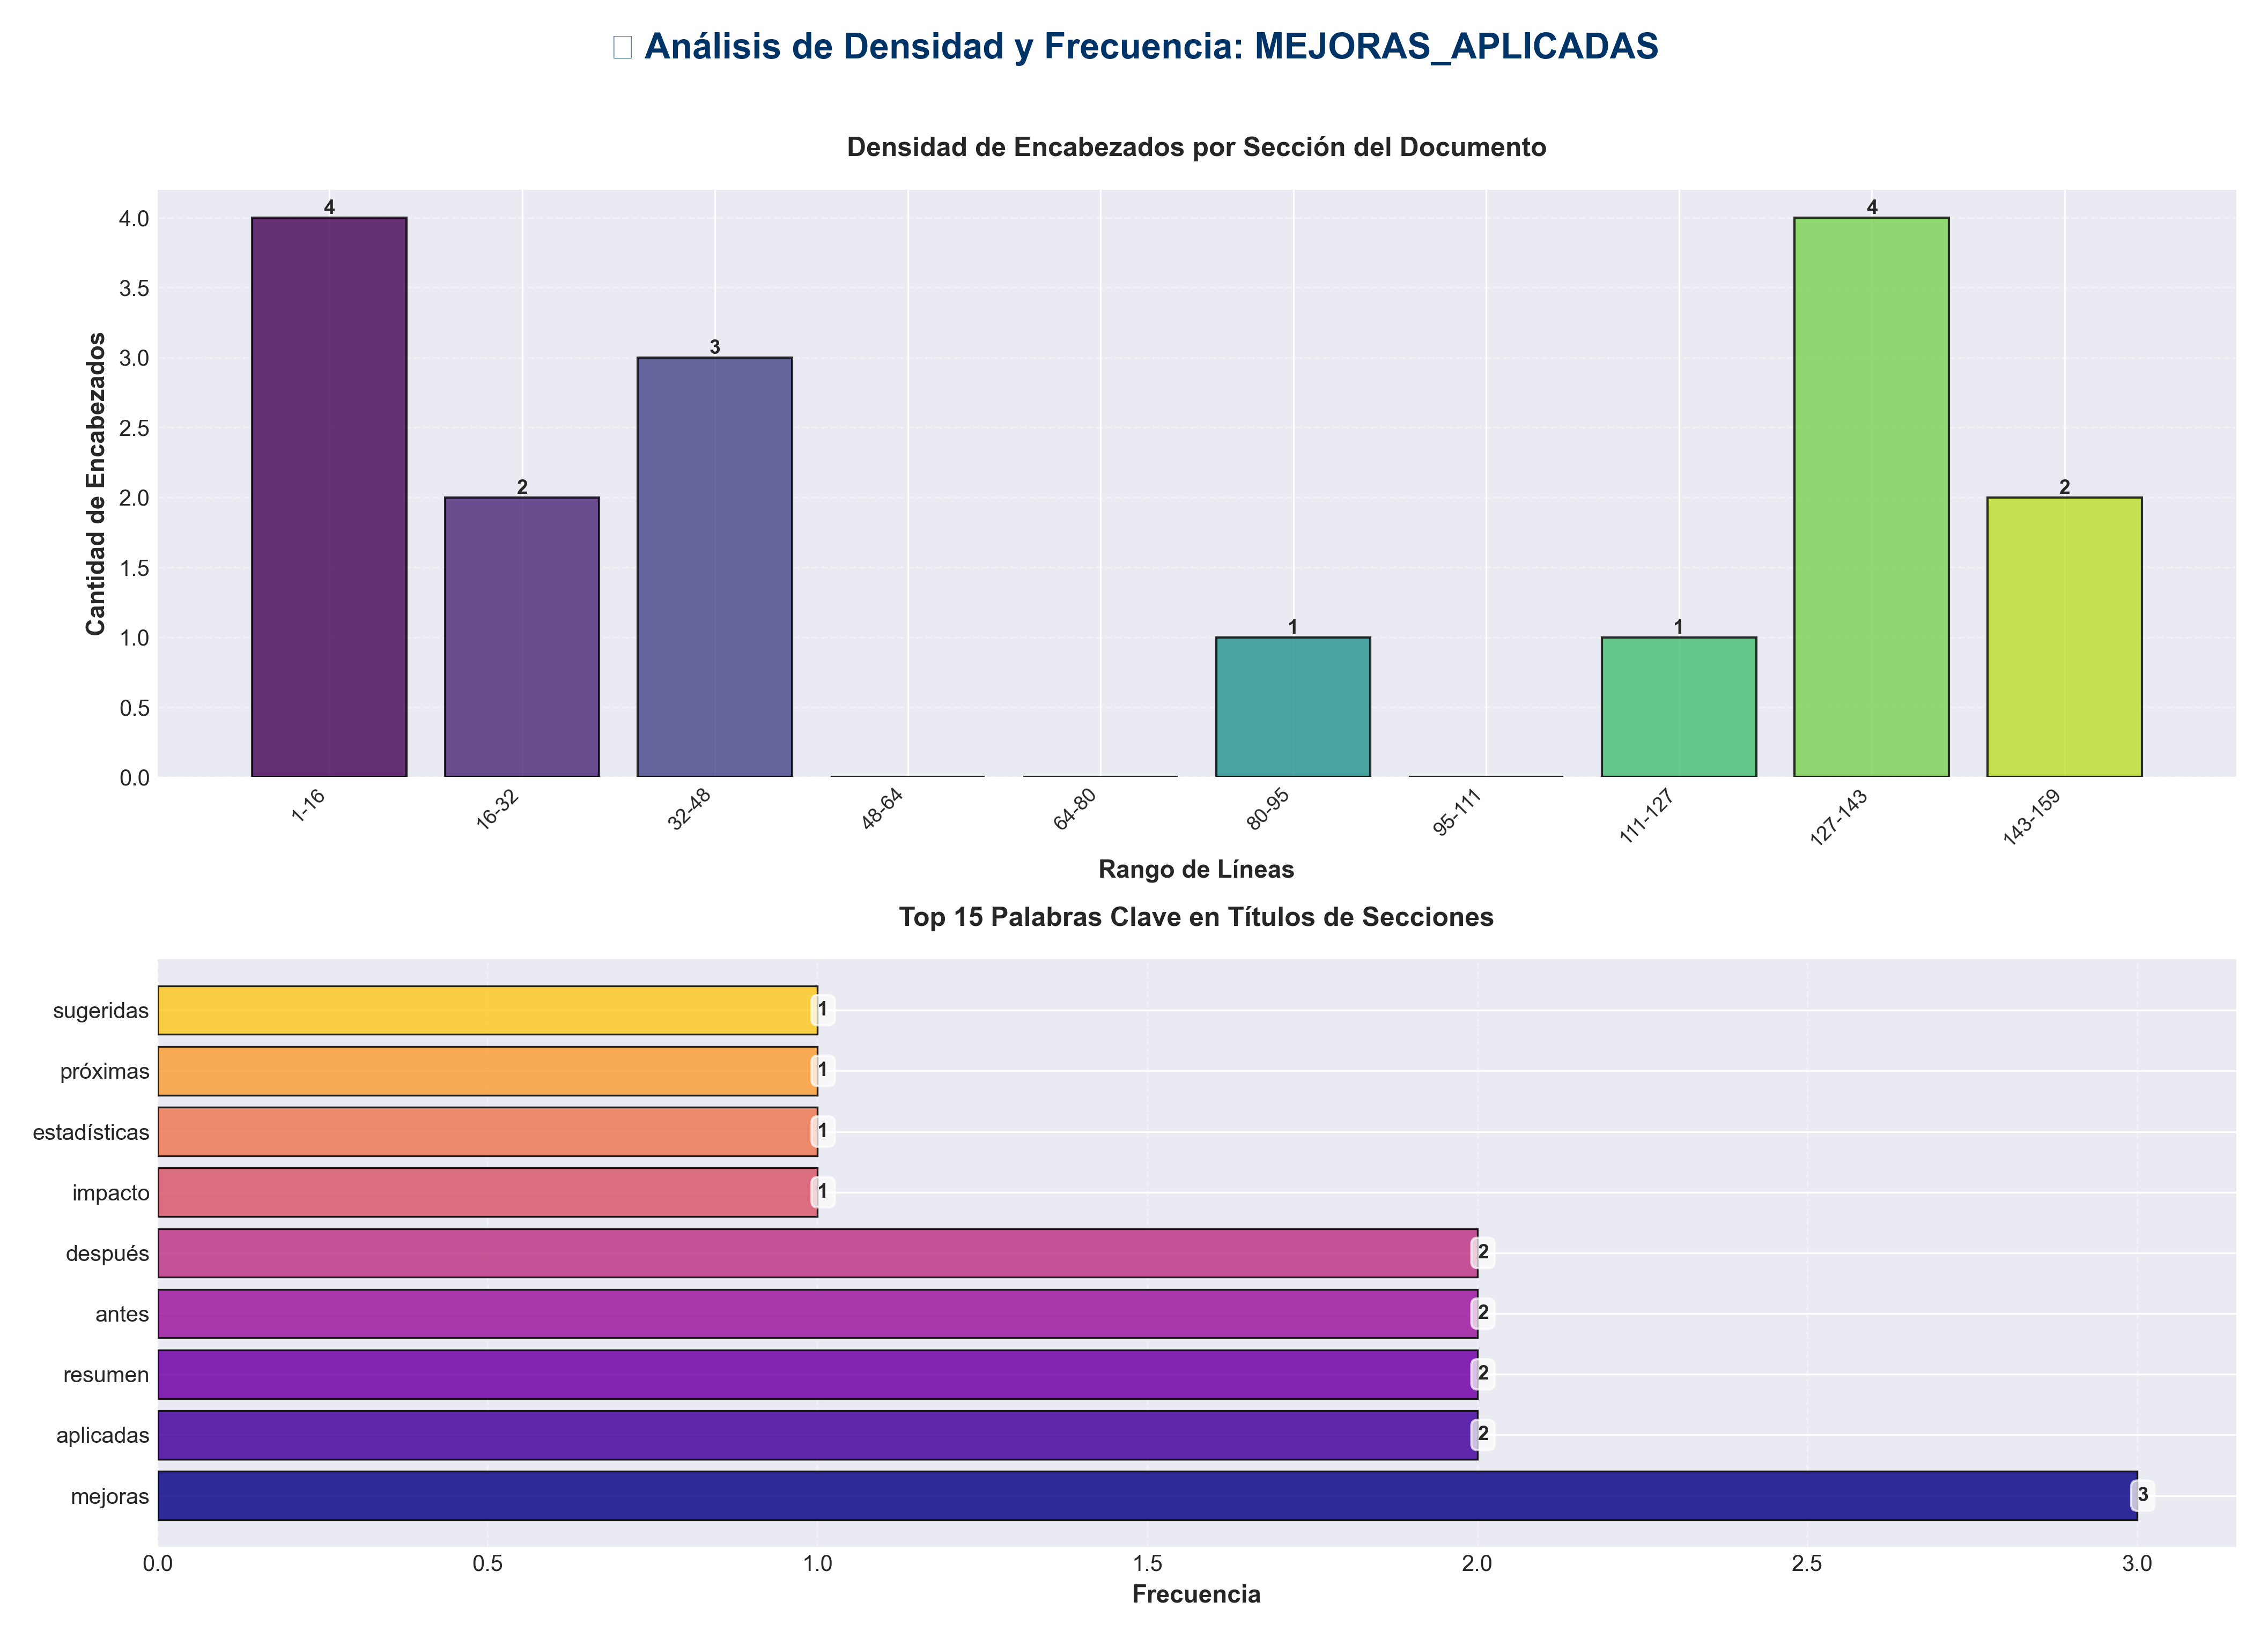 Análisis de Densidad y Frecuencia: MEJORAS_APLICADAS
Densidad de Encabezados por Sección del Documento
Cantidad de Encabezados
4.0
3.5
3.0
2.5
2.0
1.5
1.0
0.5
0.0
4
2
3
1
1
4
2
1-16
16-32
32-48
48-64
64-80
80-95
95-111
111-127
127-143
143-159
Rango de Líneas
Top 15 Palabras Clave en Títulos de Secciones
sugeridas 1
próximas 1
estadísticas 1
impacto 1
después 2
antes 2
resumen 2
aplicadas 2
mejoras 3
0.0 0.5 1.0 1.5 2.0 2.5 3.0
Frecuencia